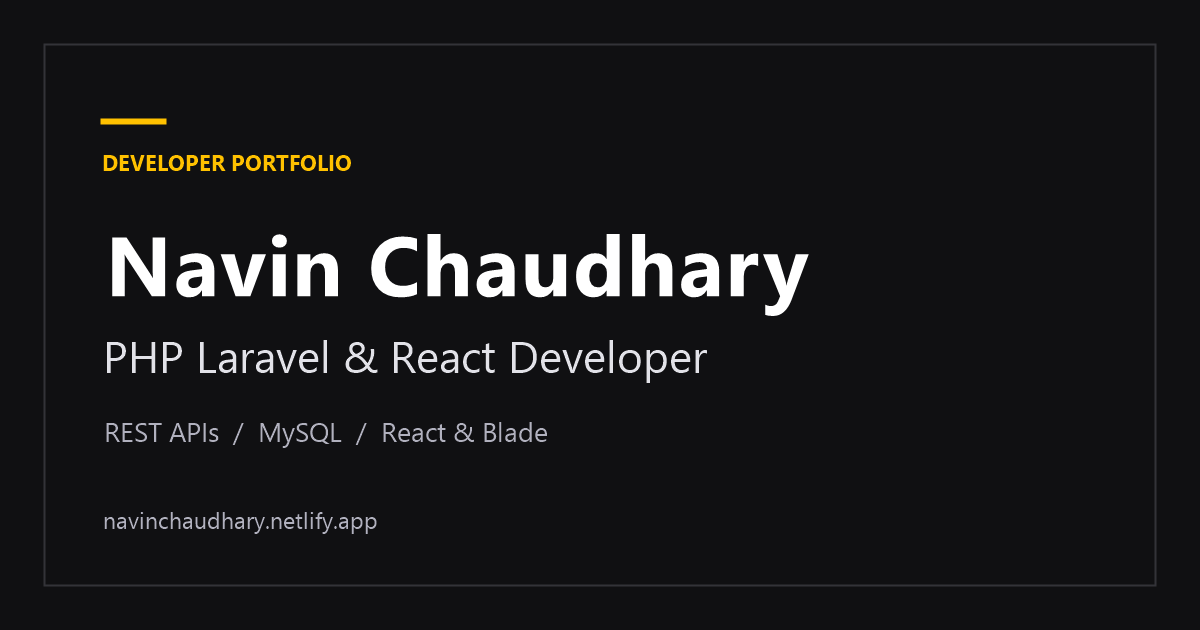 DEVELOPER PORTFOLIO
Navin Chaudhary
PHP Laravel & React Developer
REST APIs / MySQL / React & Blade
navinchaudhary.netlify.app